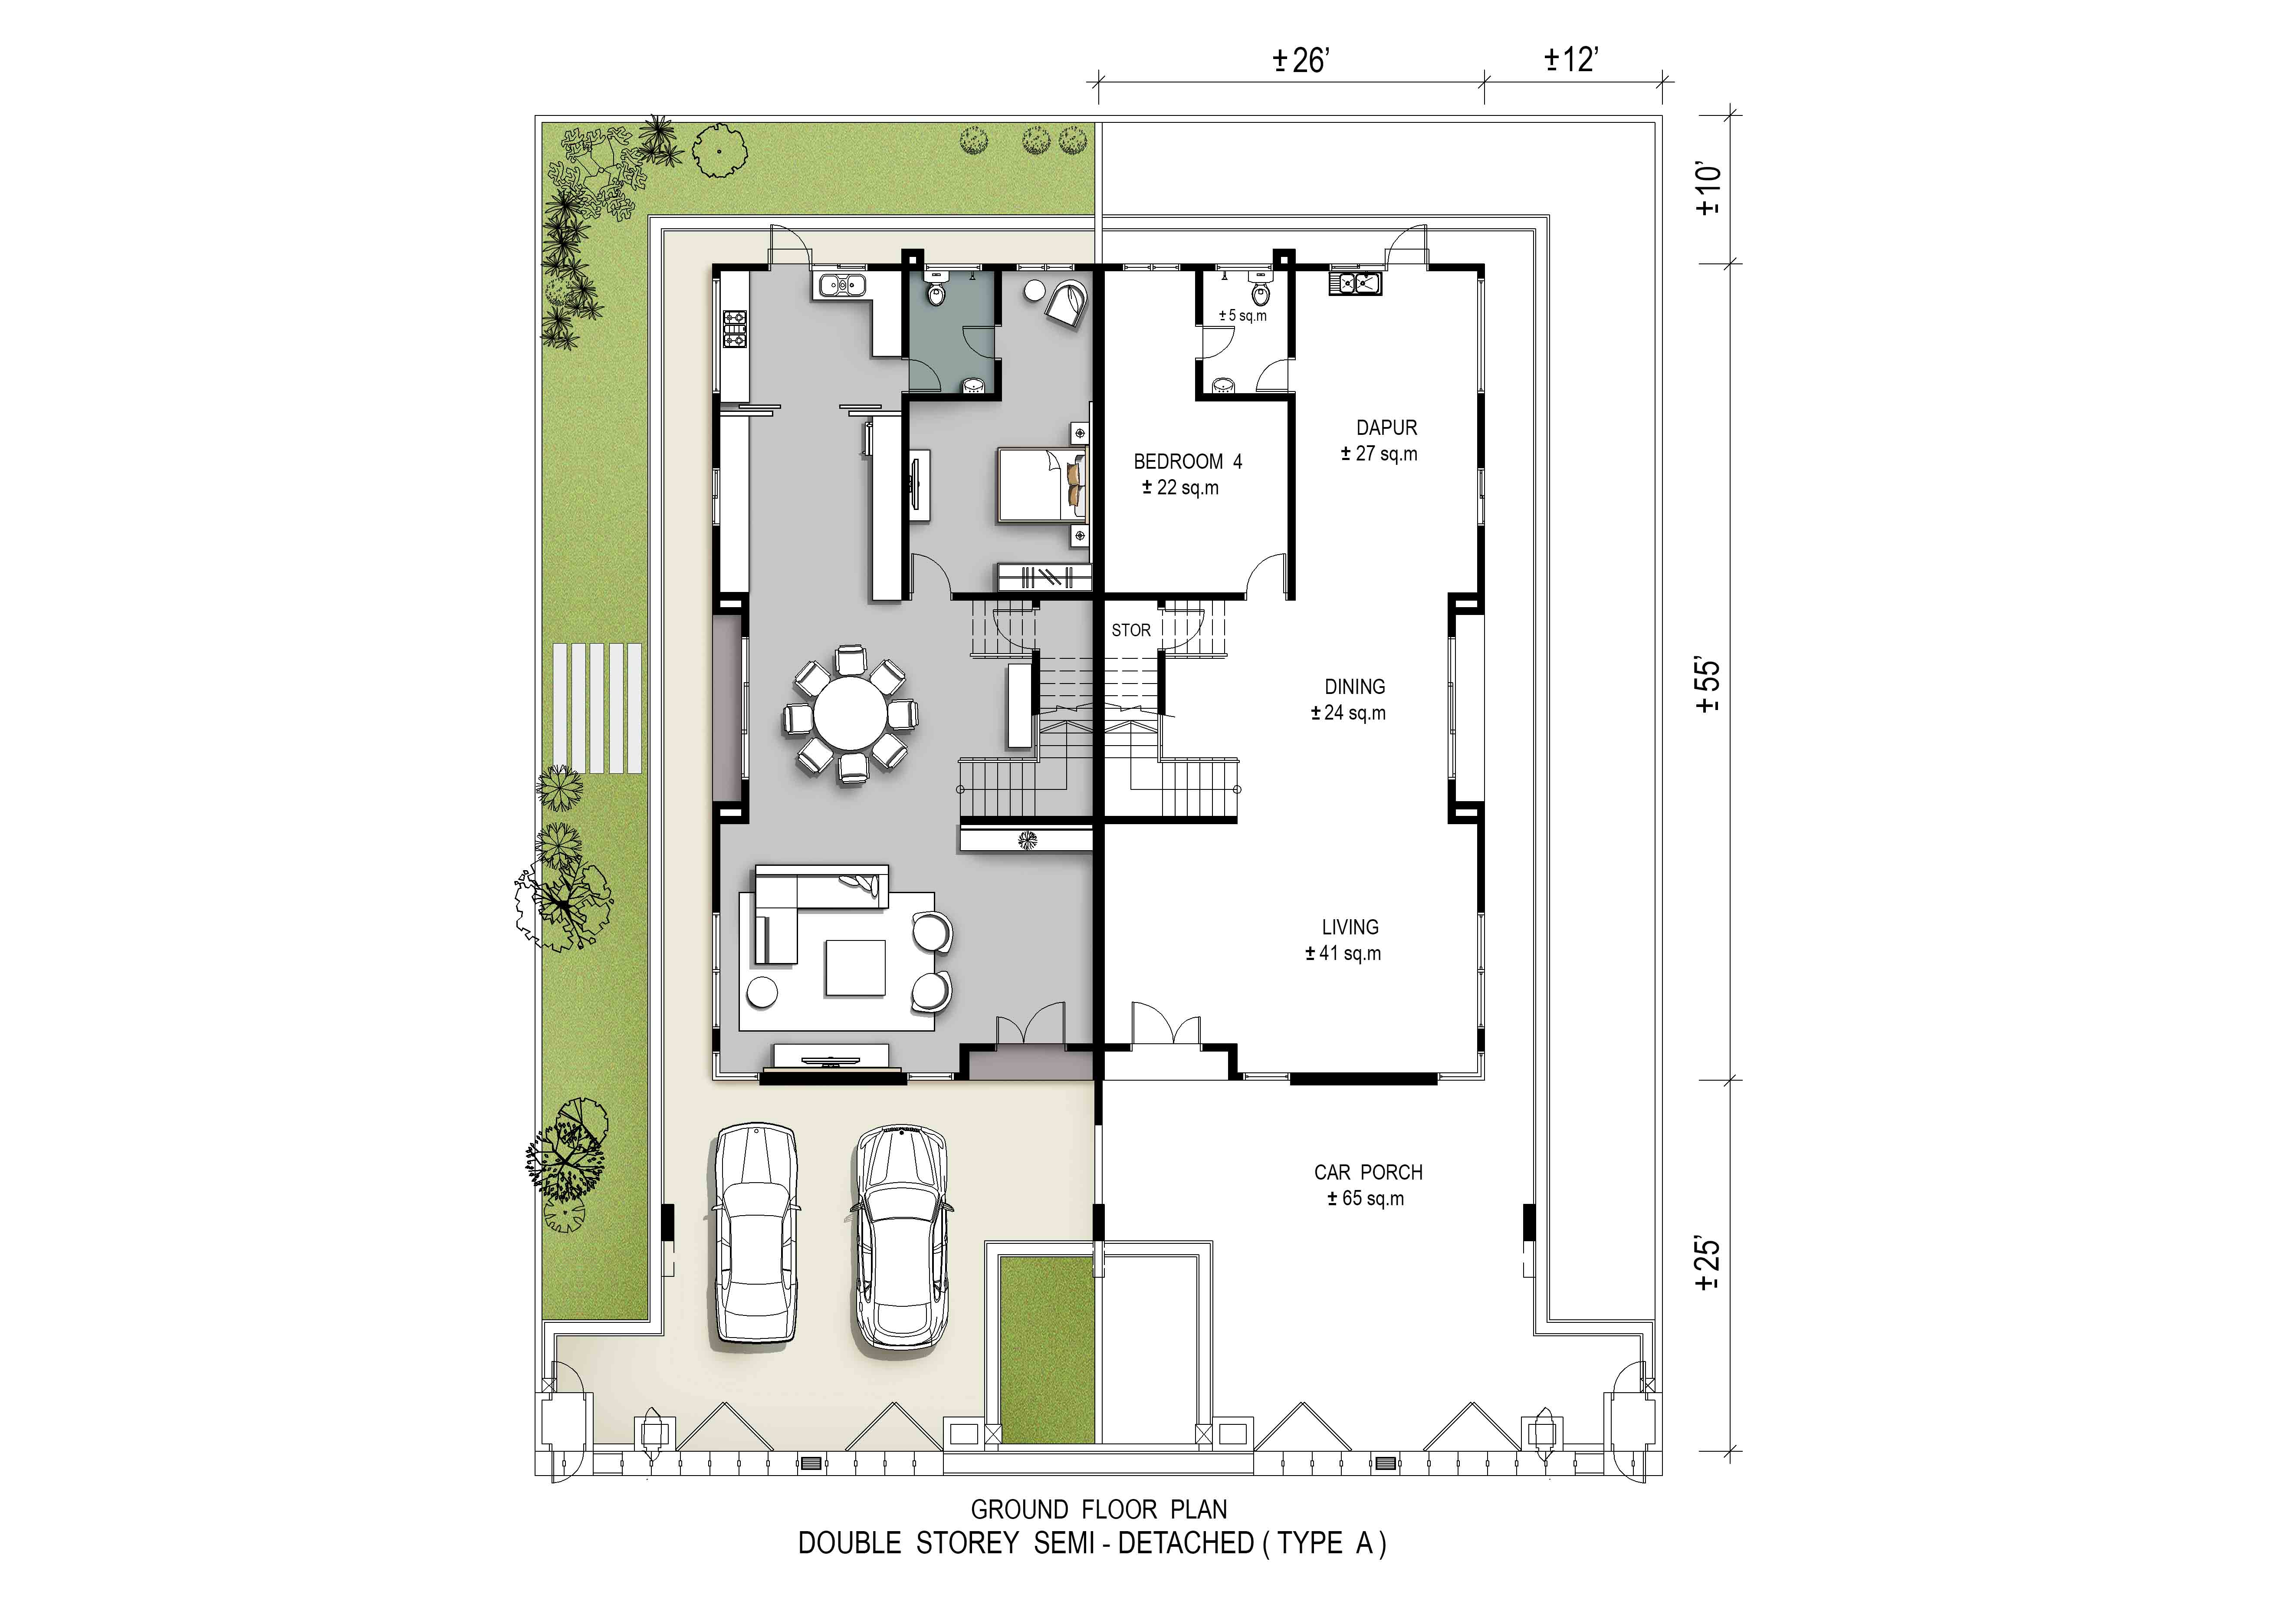 ±26’
±12’
±10’
±5 sq.m
DAPUR
± 27 sq.m
BEDROOM 4
± 22 sq.m
STOR
DINING
±24 sq.m
±55’
LIVING
± 41 sq.m
CAR PORCH
± 65 sq.m
±25’
GROUND FLOOR PLAN
DOUBLE STOREY SEMI - DETACHED ( TYPE A )